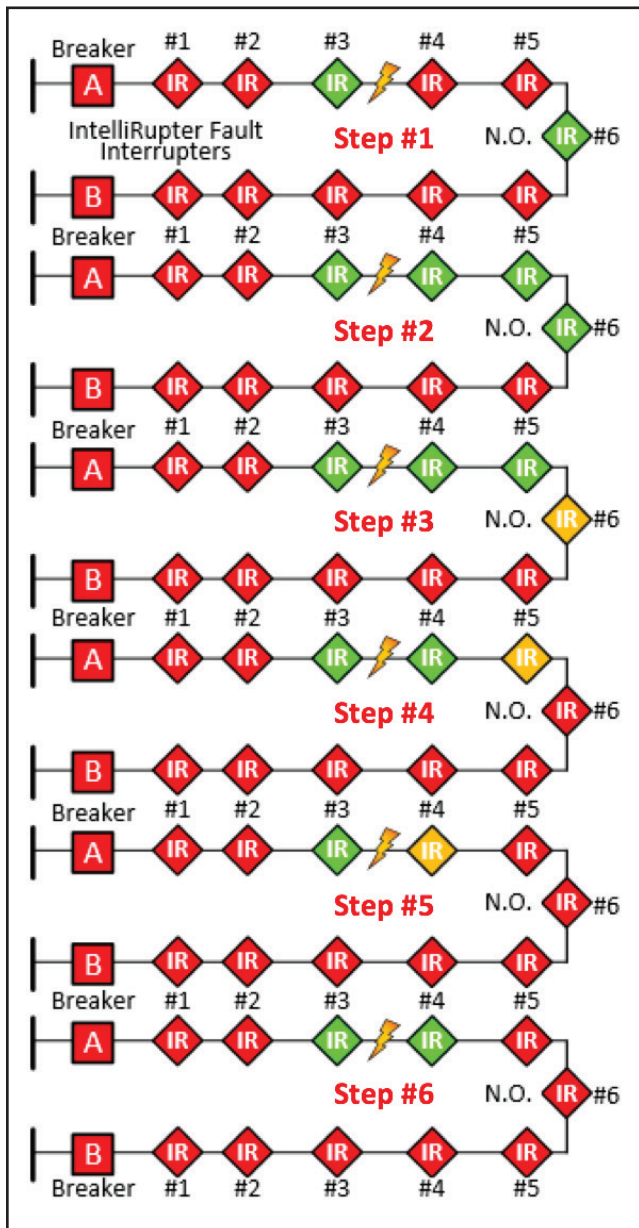 Breaker #1 #2 #3 #4 #5
A IR IR IR IR IR
IntelliRupter Fault
Interrupters
Step #1
N.O. IR #6
B IR IR IR IR IR
Breaker #1 #2 #3 #4 #5
A IR IR IR IR IR
Step #2
N.O. IR #6
B IR IR IR IR IR
Breaker #1 #2 #3 #4 #5
A IR IR IR IR IR
Step #3
N.O. IR #6
B IR IR IR IR IR
Breaker #1 #2 #3 #4 #5
A IR IR IR IR IR
Step #4
N.O. IR #6
B IR IR IR IR IR
Breaker #1 #2 #3 #4 #5
A IR IR IR IR IR
Step #5
N.O. IR #6
B IR IR IR IR IR
Breaker #1 #2 #3 #4 #5
A IR IR IR IR IR
Step #6
N.O. IR #6
B IR IR IR IR IR
Breaker #1 #2 #3 #4 #5